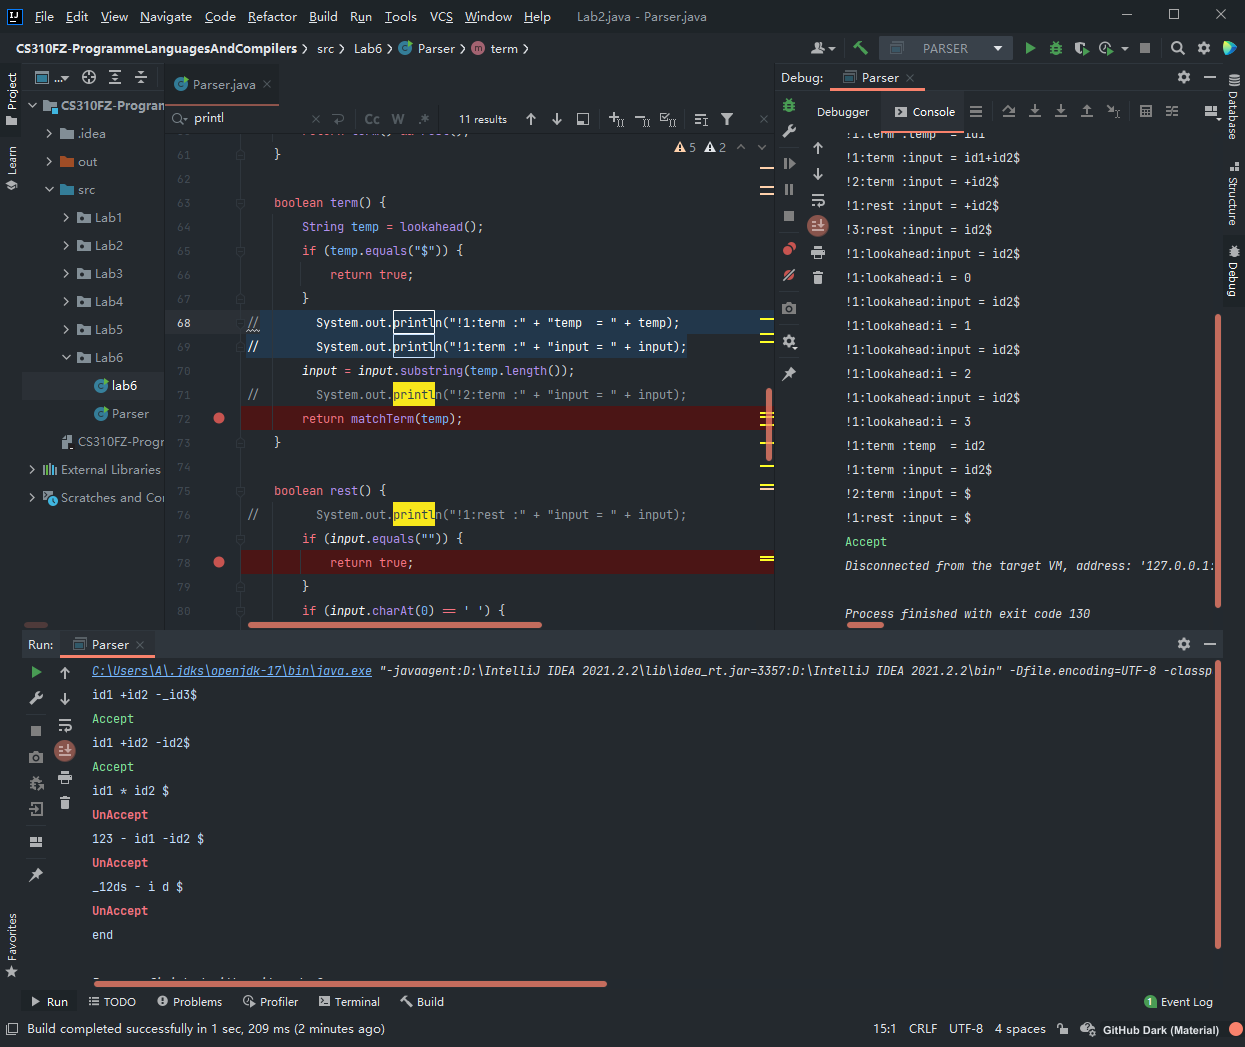 File Edit View Navigate Code Refactor Build Run Tools VCS Window Help Lab2.java - Parser.java
CS310FZ-ProgrammeLanguagesAndCompilers src Lab6 Parser m term PARSER
Project
Learn
Favorites
...
CS310FZ-Program
.idea
out
src
Lab1
Lab2
Lab3
Lab4
Lab5
Lab6
lab6
Parser
CS310FZ-Progr
External Libraries
Scratches and Co
Parser.java
printl Cc W .* 11 results
5 2
61 }
62
63 boolean term() {
64 String temp = lookahead();
65 if (temp.equals("$")) {
66 return true;
67 }
68 // System.out.println("!1:term :" + "temp  = " + temp);
69 // System.out.println("!1:term :" + "input = " + input);
70 input = input.substring(temp.length());
71 // System.out.println("!2:term :" + "input = " + input);
72 return matchTerm(temp);
73 }
74
75 boolean rest() {
76 // System.out.println("!1:rest :" + "input = " + input);
77 if (input.equals("")) {
78 return true;
79 }
80 if (input.charAt(0) == ' ') {
Debug: Parser
Debugger Console
!1:term :temp  = id1
!1:term :input = id1+id2$
!2:term :input = +id2$
!1:rest :input = +id2$
!3:rest :input = id2$
!1:lookahead:input = id2$
!1:lookahead:i = 0
!1:lookahead:input = id2$
!1:lookahead:i = 1
!1:lookahead:input = id2$
!1:lookahead:i = 2
!1:lookahead:input = id2$
!1:lookahead:i = 3
!1:term :temp  = id2
!1:term :input = id2$
!2:term :input = $
!1:rest :input = $
Accept
Disconnected from the target VM, address: '127.0.0.1:
Process finished with exit code 130
Database
Structure
Debug
Run: Parser
C:\Users\A\.jdks\openjdk-17\bin\java.exe "-javaagent:D:\IntelliJ IDEA 2021.2.2\lib\idea_rt.jar=3357:D:\IntelliJ IDEA 2021.2.2\bin" -Dfile.encoding=UTF-8 -classp
id1 +id2 -_id3$
Accept
id1 +id2 -id2$
Accept
id1 * id2 $
UnAccept
123 - id1 -id2 $
UnAccept
_12ds - i d $
UnAccept
end
Run TODO Problems Profiler Terminal Build 1 Event Log
Build completed successfully in 1 sec, 209 ms (2 minutes ago) 15:1 CRLF UTF-8 4 spaces GitHub Dark (Material)